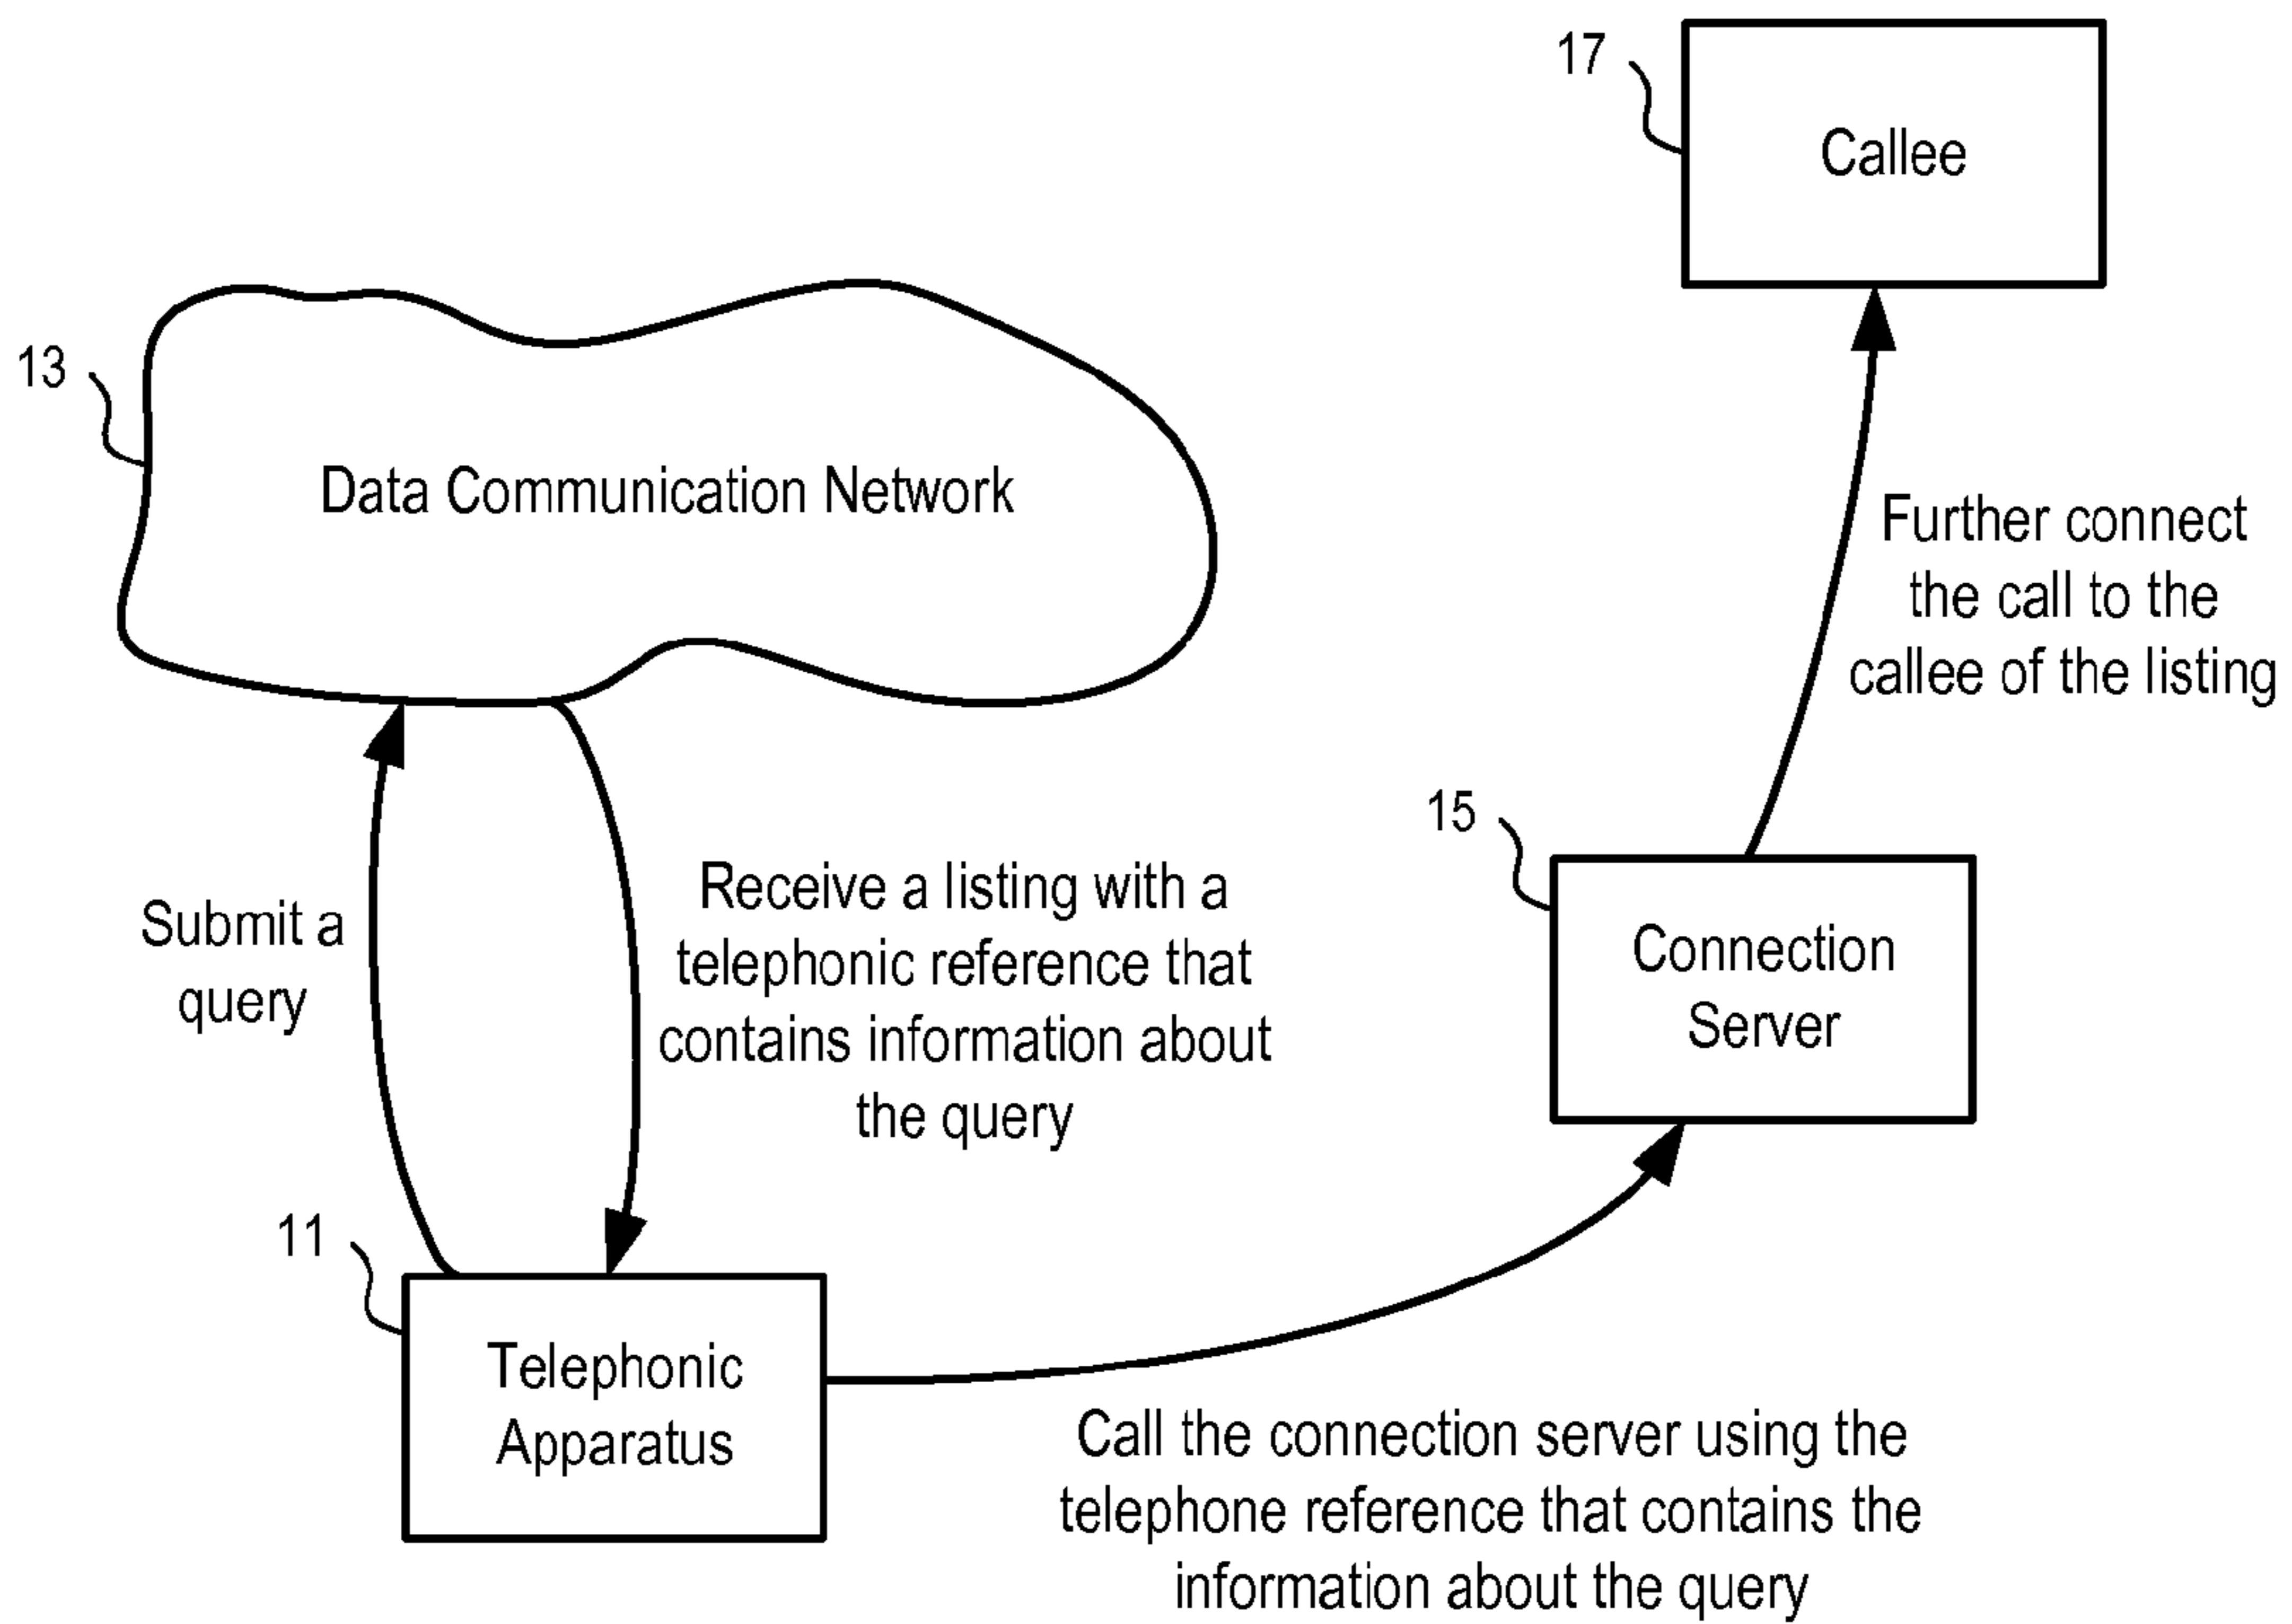 17
Callee
13
Data Communication Network
Further connect
the call to the
callee of the listing
15
Connection
Server
Submit a
query
Receive a listing with a
telephonic reference that
contains information about
the query
11
Telephonic
Apparatus
Call the connection server using the
telephone reference that contains the
information about the query